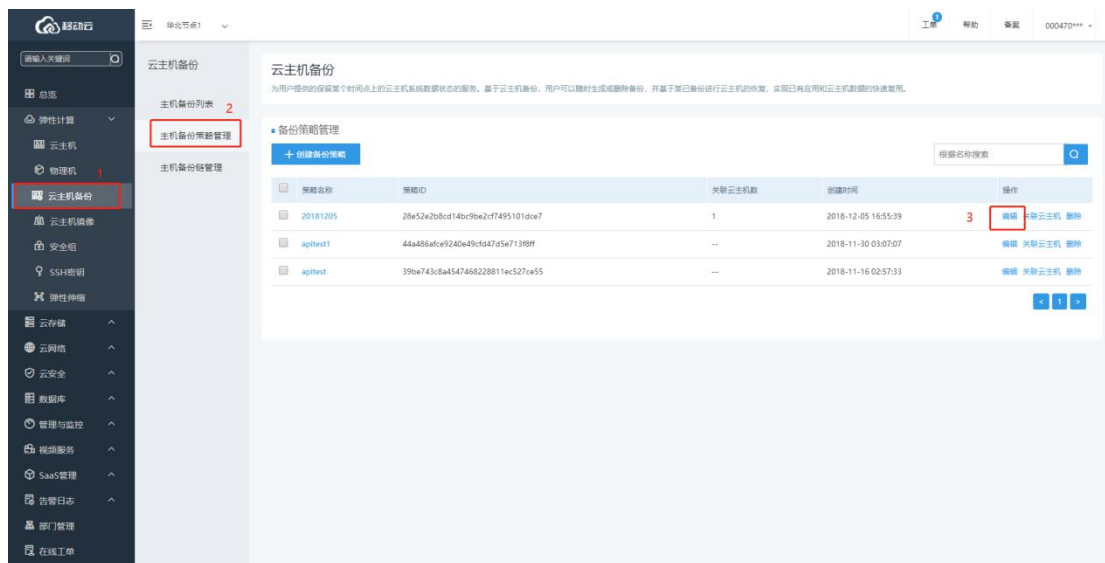 移动云
华北节点1
工单
1
帮助
备案
000470***
请输入关键词
总览
弹性计算
云主机
物理机
1
云主机备份
云主机镜像
安全组
SSH密钥
弹性伸缩
云存储
云网络
云安全
数据库
管理与监控
视频服务
SaaS管理
告警日志
部门管理
在线工单
云主机备份
主机备份列表
2
主机备份策略管理
主机备份链管理
云主机备份
为用户提供的保留某个时间点上的云主机系统数据状态的服务。基于云主机备份，用户可以随时生成或删除备份，并基于某已备份进行云主机的恢复，实现已有应用和云主机数据的快速复用。
备份策略管理
+ 创建备份策略
根据名称搜索
策略名称 策略ID 关联云主机数 创建时间 操作
20181205 28e52e2b8cd14bc9be2cf7495101dce7 1 2018-12-05 16:55:39 3 编辑 关联云主机 删除
apitest1 44a486afce9240e49cfd47d5e713f8ff -- 2018-11-30 03:07:07 编辑 关联云主机 删除
apitest 39be743c8a4547468228811ec527ce55 -- 2018-11-16 02:57:33 编辑 关联云主机 删除
< 1 >